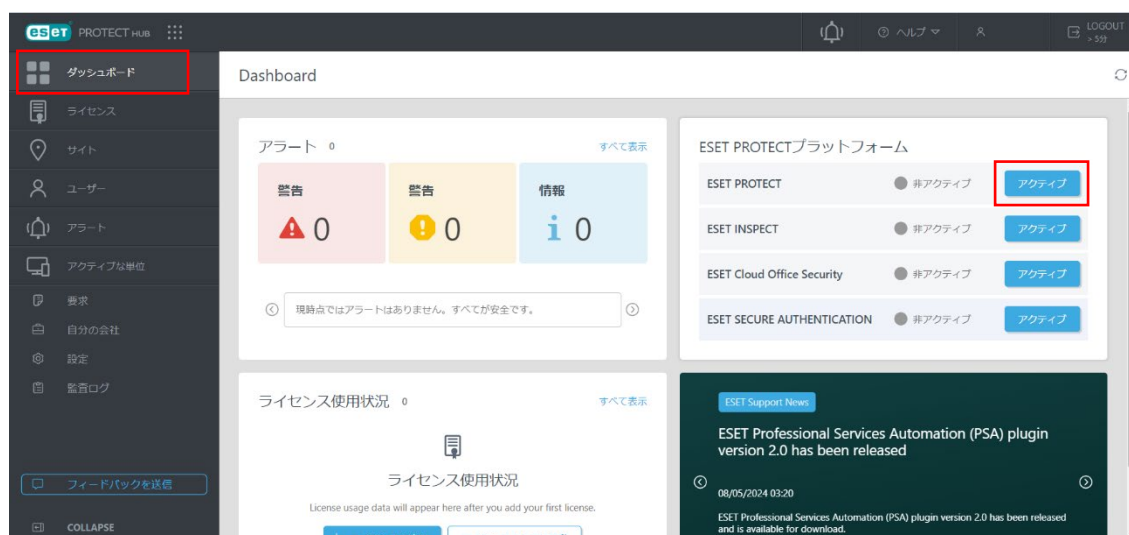 eset PROTECT HUB
ヘルプ
LOGOUT
> 5分
ダッシュボード
ライセンス
サイト
ユーザー
アラート
アクティブな単位
要求
自分の会社
設定
監査ログ
フィードバックを送信
COLLAPSE
Dashboard
アラート 0
すべて表示
警告
0
警告
0
情報
0
現時点ではアラートはありません。すべてが安全です。
ESET PROTECTプラットフォーム
ESET PROTECT 非アクティブ アクティブ
ESET INSPECT 非アクティブ アクティブ
ESET Cloud Office Security 非アクティブ アクティブ
ESET SECURE AUTHENTICATION 非アクティブ アクティブ
ライセンス使用状況 0
すべて表示
ライセンス使用状況
License usage data will appear here after you add your first license.
ESET Support News
ESET Professional Services Automation (PSA) plugin
version 2.0 has been released
08/05/2024 03:20
ESET Professional Services Automation (PSA) plugin version 2.0 has been released
and is available for download.